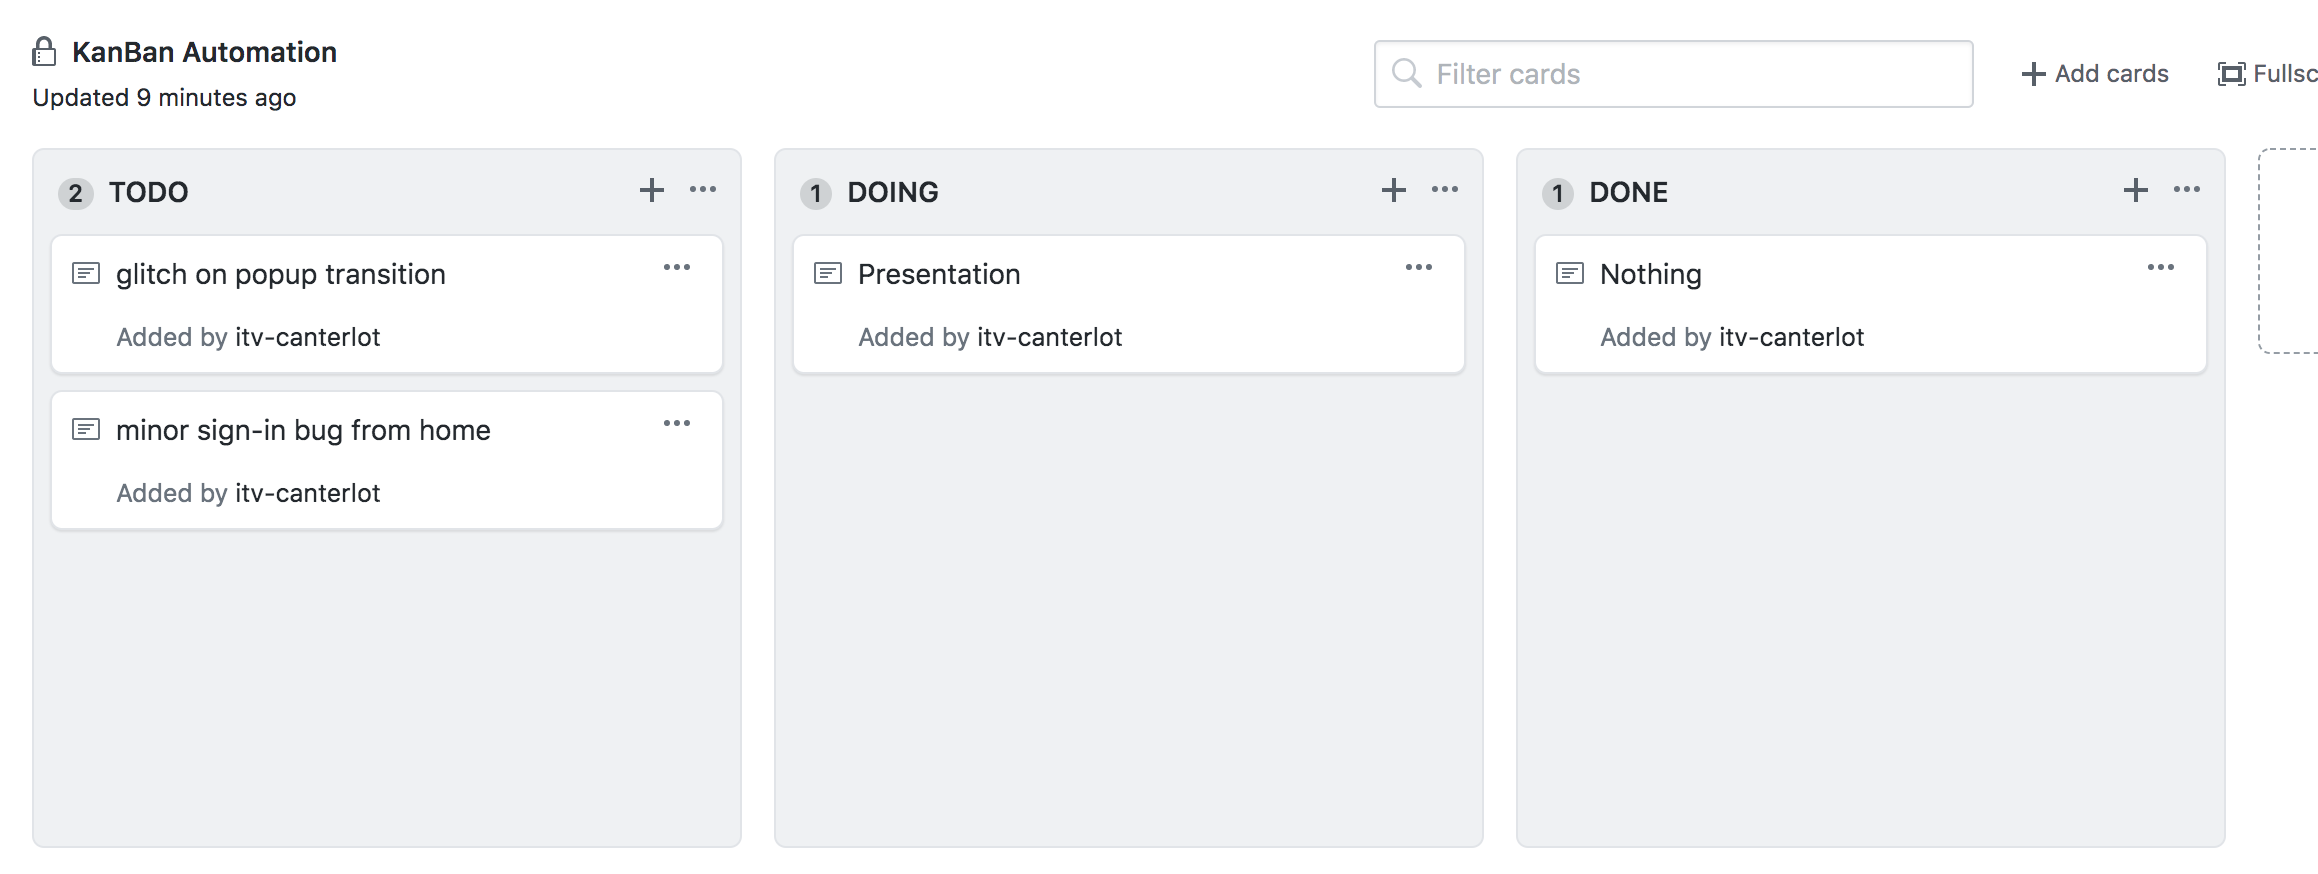 KanBan Automation
Updated 9 minutes ago
Filter cards
Add cards
Fullsc
2 TODO
glitch on popup transition
Added by itv-canterlot
minor sign-in bug from home
Added by itv-canterlot
1 DOING
Presentation
Added by itv-canterlot
1 DONE
Nothing
Added by itv-canterlot